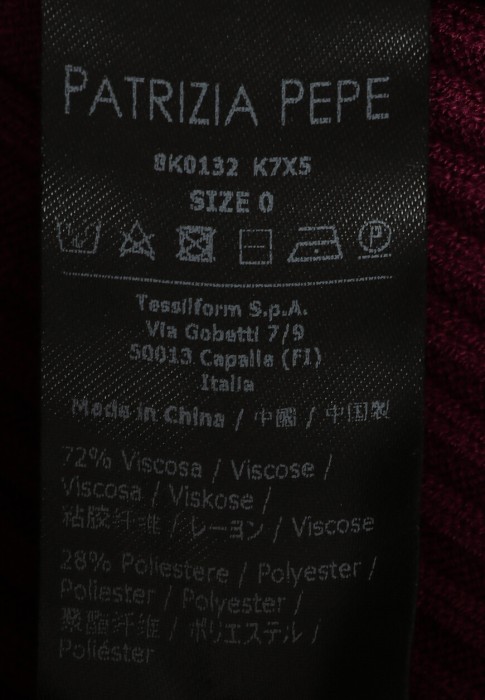 PATRIZIA PEPE
8K0132 K7X5
SIZE 0
P
Tessilform S.p.A.
Via Gobetti 7/9
50013 Capalle (FI)
Italia
Made in China / 中國 / 中国製
72% Viscosa / Viscose /
Viscosa / Viskose /
粘胶纤维 / レーヨン / Viscose
28% Poliestere / Polyester /
Poliester / Polyester /
聚酯纤维 / ポリエステル /
Poliéster